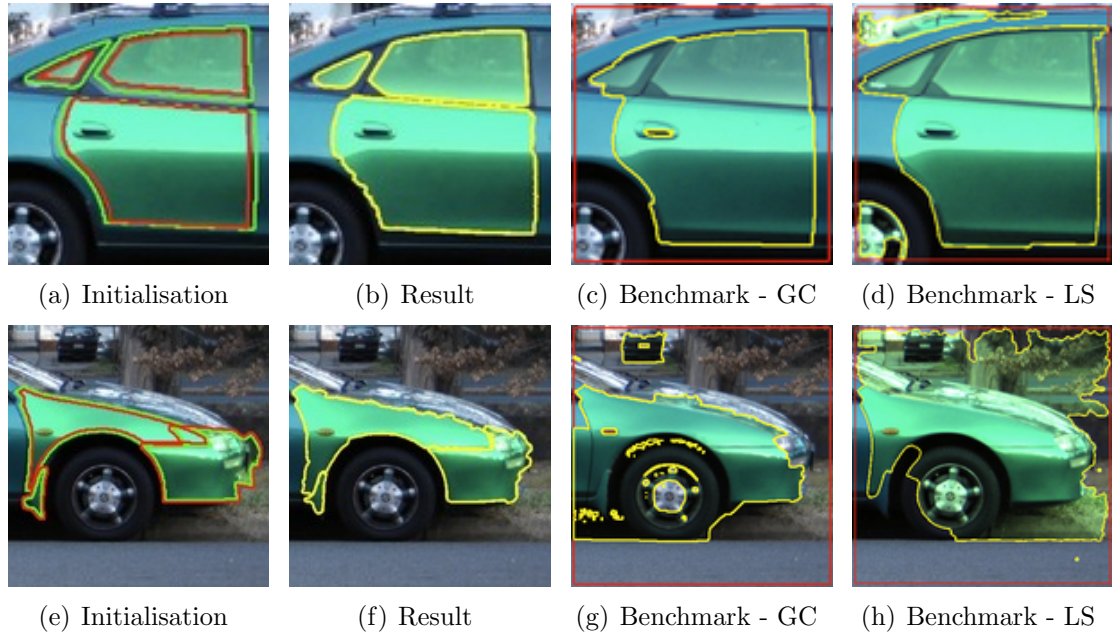 (a) Initialisation
(b) Result
(c) Benchmark - GC
(d) Benchmark - LS
(e) Initialisation
(f) Result
(g) Benchmark - GC
(h) Benchmark - LS